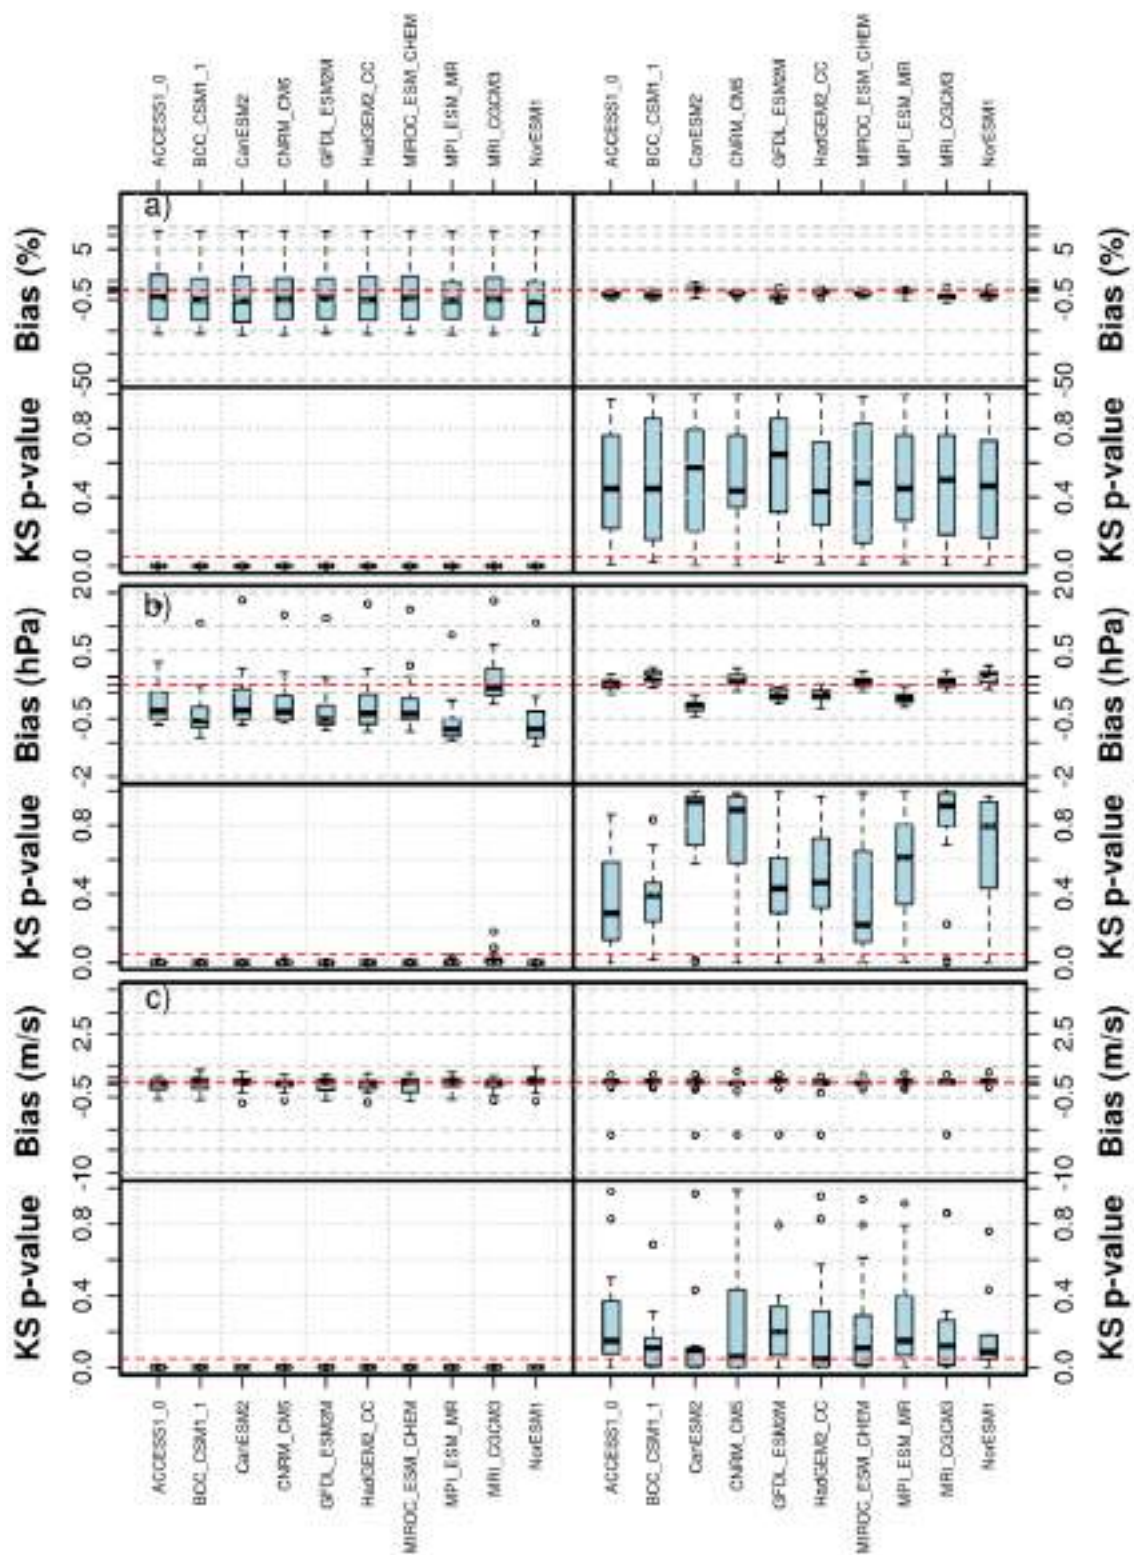 ACCESS1_0
BCC_CSM1_1
CanESM2
CNRM_CM5
GFDL_ESM2M
HadGEM2_CC
MIROC_ESM_CHEM
MPI_ESM_MR
MRI_CGCM3
NorESM1
ACCESS1_0
BCC_CSM1_1
CanESM2
CNRM_CM5
GFDL_ESM2M
HadGEM2_CC
MIROC_ESM_CHEM
MPI_ESM_MR
MRI_CGCM3
NorESM1
a)
Bias (%)
5
-0.5
-50
Bias (%)
5
-0.5
-50
KS p-value
0.8
0.4
0.0
KS p-value
0.8
0.4
0.0
b)
Bias (hPa)
20
0.5
-0.5
-2
Bias (hPa)
20
0.5
-0.5
-2
KS p-value
0.8
0.4
0.0
KS p-value
0.8
0.4
0.0
c)
Bias (m/s)
2.5
-0.5
-10
Bias (m/s)
2.5
-0.5
-10
KS p-value
0.8
0.4
0.0
KS p-value
0.8
0.4
0.0
ACCESS1_0
BCC_CSM1_1
CanESM2
CNRM_CM5
GFDL_ESM2M
HadGEM2_CC
MIROC_ESM_CHEM
MPI_ESM_MR
MRI_CGCM3
NorESM1
ACCESS1_0
BCC_CSM1_1
CanESM2
CNRM_CM5
GFDL_ESM2M
HadGEM2_CC
MIROC_ESM_CHEM
MPI_ESM_MR
MRI_CGCM3
NorESM1